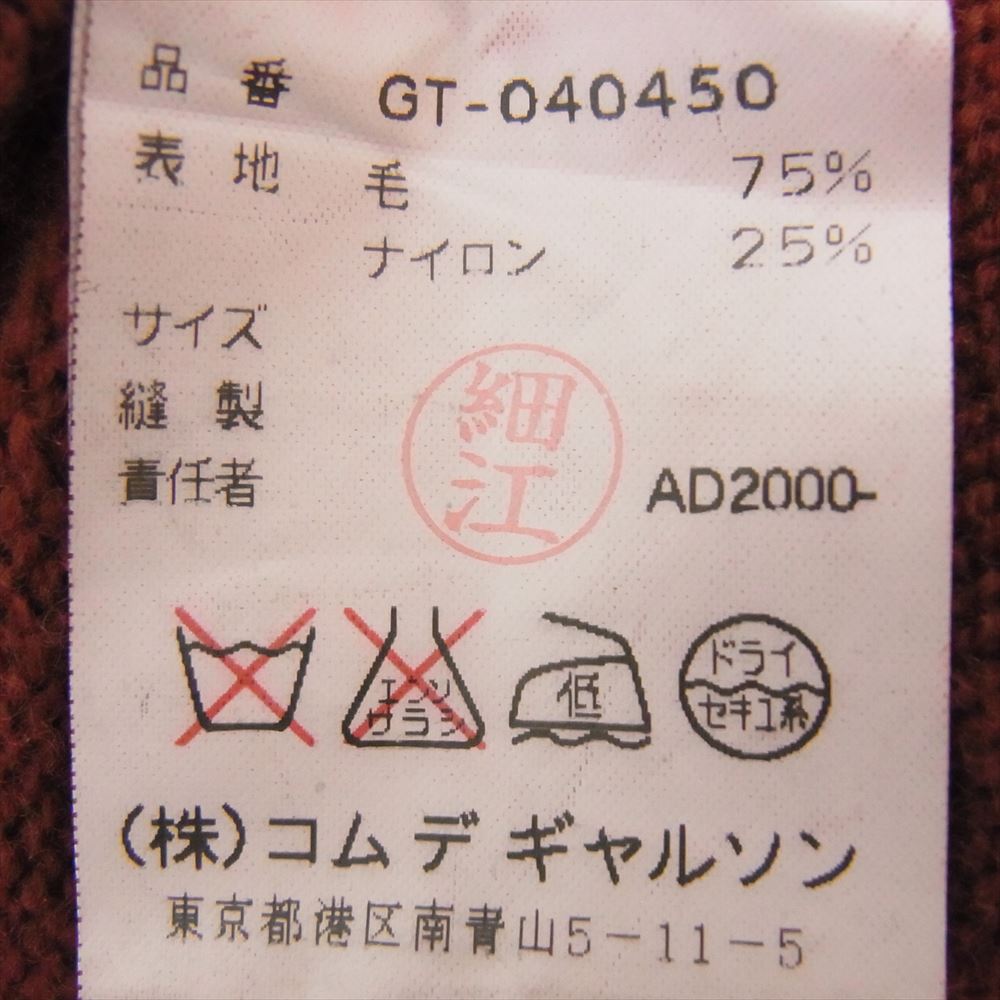 品番 GT-040450
表地 毛 75%
ナイロン 25%
サイズ
縫製
責任者
細江
AD2000-
エンソ
サラシ
低
ドライ
セキユ系
(株)コム デ ギャルソン
東京都港区南青山5-11-5